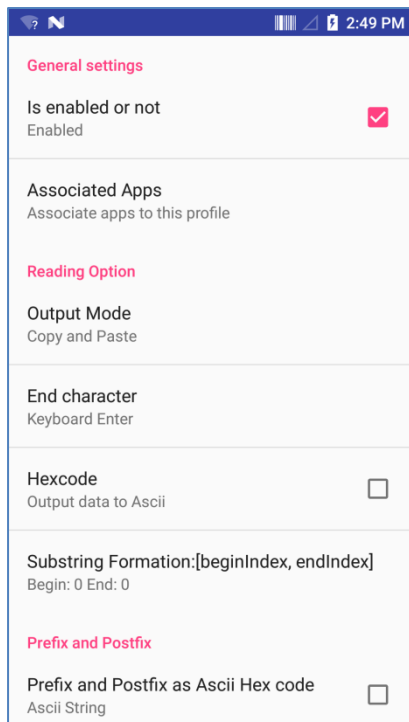 2:49 PM
General settings
Is enabled or not
Enabled
Associated Apps
Associate apps to this profile
Reading Option
Output Mode
Copy and Paste
End character
Keyboard Enter
Hexcode
Output data to Ascii
Substring Formation:[beginIndex, endIndex]
Begin: 0 End: 0
Prefix and Postfix
Prefix and Postfix as Ascii Hex code
Ascii String